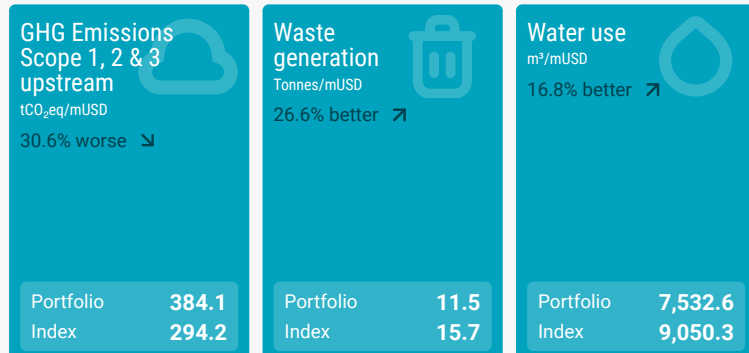 GHG Emissions
Scope 1, 2 & 3
upstream
tCO₂eq/mUSD
30.6% worse
Portfolio 384.1
Index 294.2
Waste
generation
Tonnes/mUSD
26.6% better
Portfolio 11.5
Index 15.7
Water use
m³/mUSD
16.8% better
Portfolio 7,532.6
Index 9,050.3